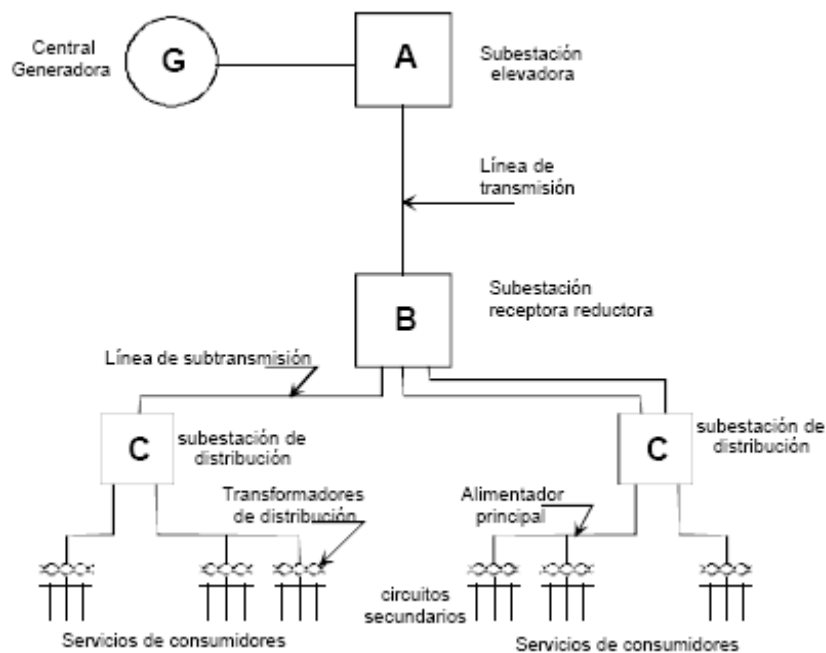 Central
Generadora
G
A
Subestación
elevadora
Línea de
transmisión
B
Subestación
receptora reductora
Línea de subtransmisión
C
subestación de
distribución
C
subestación de
distribución
Transformadores
de distribución
Alimentador
principal
circuitos
secundarios
Servicios de consumidores
Servicios de consumidores